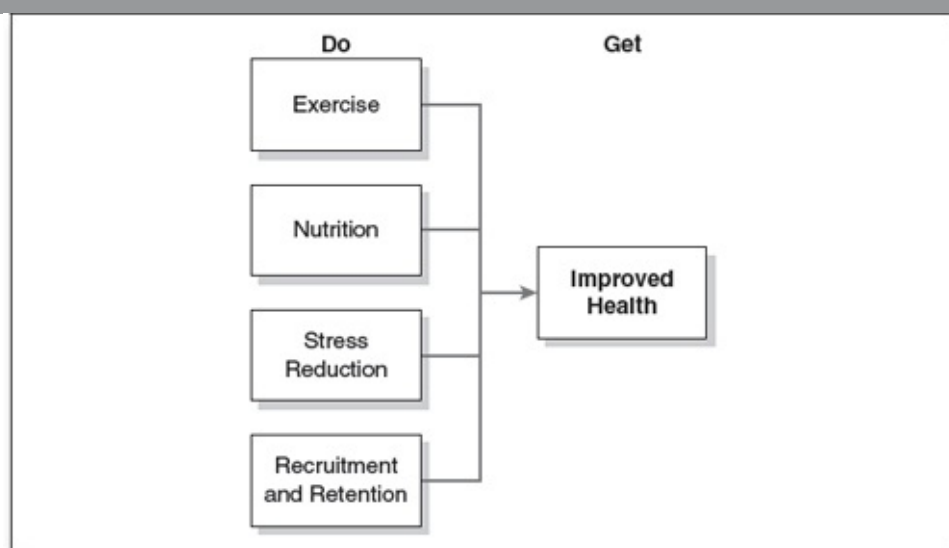 Do
Get
Exercise
Nutrition
Improved
Health
Stress
Reduction
Recruitment
and Retention